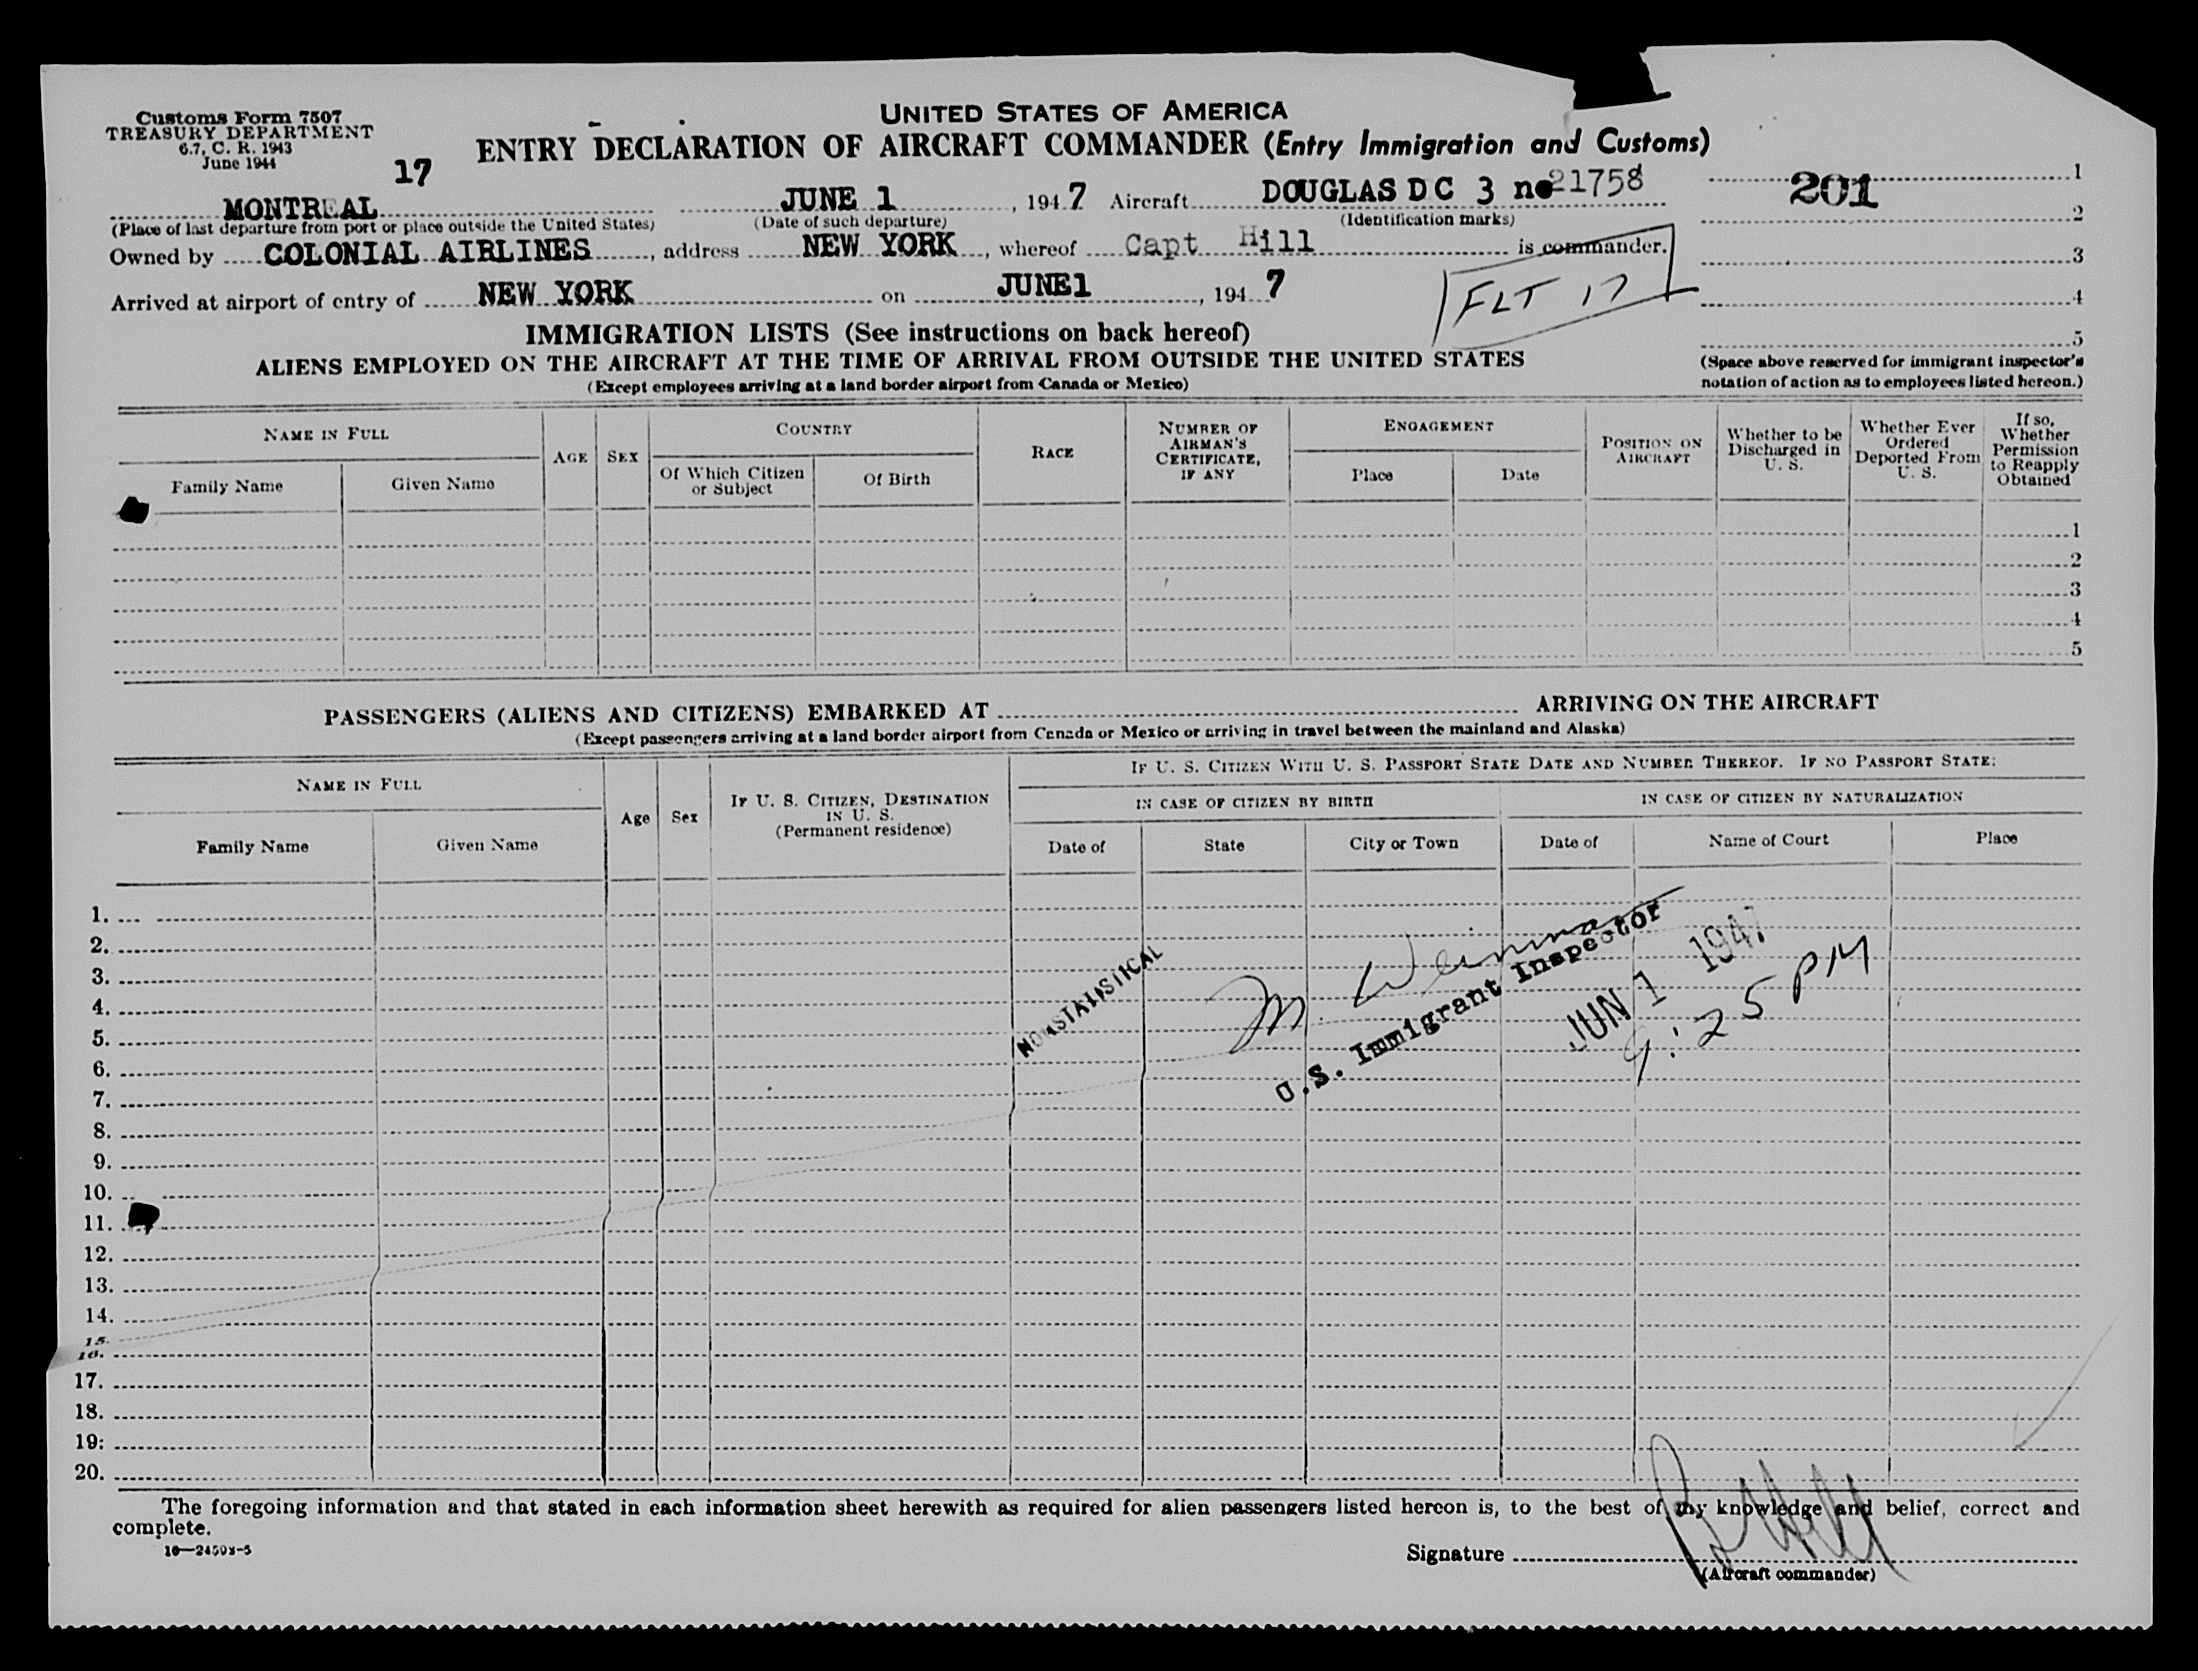 Customs Form 7507
TREASURY DEPARTMENT
6.7, C. R. 1943
June 1944
UNITED STATES OF AMERICA
ENTRY DECLARATION OF AIRCRAFT COMMANDER (Entry Immigration and Customs)
17
MONTREAL JUNE 1, 1947 Aircraft DOUGLAS DC 3 no 21758
(Place of last departure from port or place outside the United States) (Date of such departure) (Identification marks)
Owned by COLONIAL AIRLINES, address NEW YORK, whereof Capt Hill is commander.
Arrived at airport of entry of NEW YORK on JUNE1, 1947
FLT 17
201
1
2
3
4
5
(Space above reserved for immigrant inspector's
notation of action as to employees listed hereon.)
IMMIGRATION LISTS (See instructions on back hereof)
ALIENS EMPLOYED ON THE AIRCRAFT AT THE TIME OF ARRIVAL FROM OUTSIDE THE UNITED STATES
(Except employees arriving at a land border airport from Canada or Mexico)
NAME IN FULL
Family Name
Given Name
AGE
SEX
COUNTRY
Of Which Citizen
or Subject
Of Birth
RACE
NUMBER OF
AIRMAN'S
CERTIFICATE,
IF ANY
ENGAGEMENT
Place
Date
POSITION ON
AIRCRAFT
Whether to be
Discharged in
U. S.
Whether Ever
Ordered
Deported From
U. S.
If so,
Whether
Permission
to Reapply
Obtained
1
2
3
4
5
PASSENGERS (ALIENS AND CITIZENS) EMBARKED AT ARRIVING ON THE AIRCRAFT
(Except passengers arriving at a land border airport from Canada or Mexico or arriving in travel between the mainland and Alaska)
NAME IN FULL
Family Name
Given Name
Age
Sex
IF U. S. CITIZEN, DESTINATION
IN U. S.
(Permanent residence)
IF U. S. CITIZEN WITH U. S. PASSPORT STATE DATE AND NUMBER THEREOF. IF NO PASSPORT STATE:
IN CASE OF CITIZEN BY BIRTH
IN CASE OF CITIZEN BY NATURALIZATION
Date of
State
City or Town
Date of
Name of Court
Place
1.
2.
3.
4.
5.
6.
7.
8.
9.
10.
11.
12.
13.
14.
15.
16.
17.
18.
19.
20.
NONSTATISTICAL
M.
U.S. Immigrant Inspector
JUN 1 1947
9:25 PM
The foregoing information and that stated in each information sheet herewith as required for alien passengers listed hereon is, to the best of my knowledge and belief, correct and
complete.
Signature
(Aircraft commander)